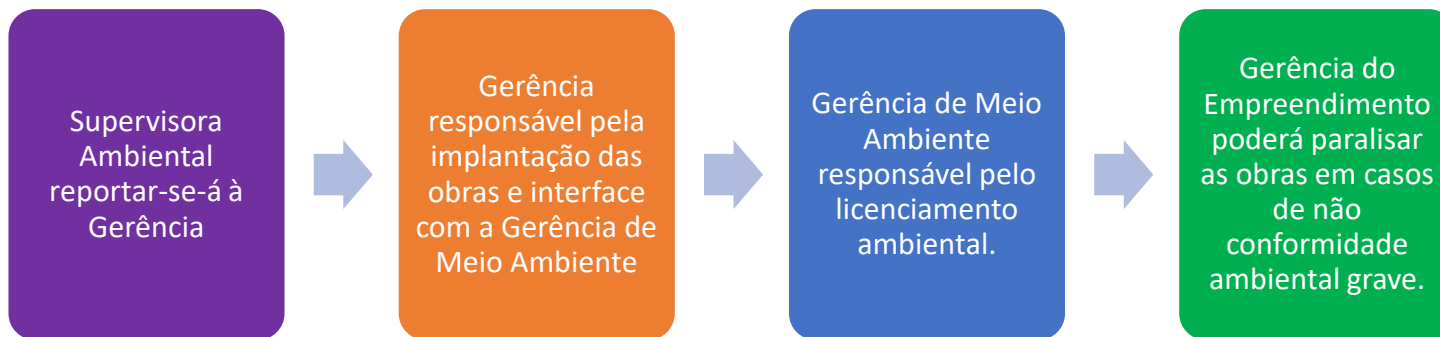 Supervisora
Ambiental
reportar-se-á à
Gerência
Gerência
responsável pela
implantação das
obras e interface
com a Gerência de
Meio Ambiente
Gerência de Meio
Ambiente
responsável pelo
licenciamento
ambiental.
Gerência do
Empreendimento
poderá paralisar
as obras em casos
de não
conformidade
ambiental grave.